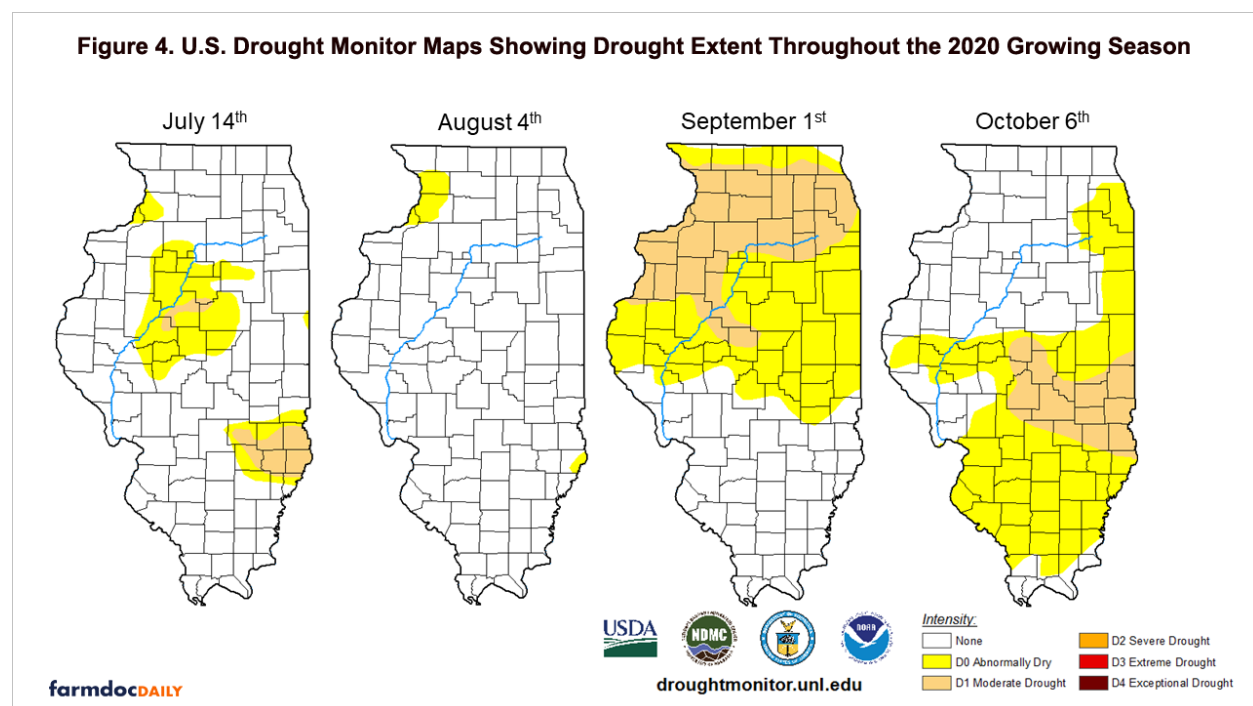 Figure 4. U.S. Drought Monitor Maps Showing Drought Extent Throughout the 2020 Growing Season
July 14th
August 4th
September 1st
October 6th
USDA
NDMC
NOAA
droughtmonitor.unl.edu
Intensity:
None
D0 Abnormally Dry
D1 Moderate Drought
D2 Severe Drought
D3 Extreme Drought
D4 Exceptional Drought
farmdocDAILY